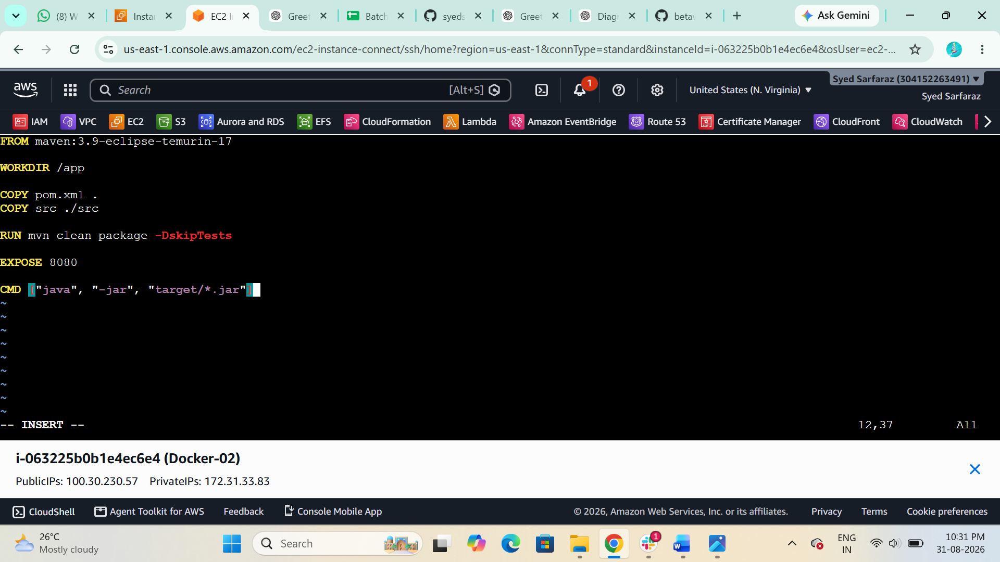 (8) W
Instan
EC2 I
Greet
Batch
syeds
Greet
Diagr
betaw
Ask Gemini
us-east-1.console.aws.amazon.com/ec2-instance-connect/ssh/home?region=us-east-1&connType=standard&instanceId=i-063225b0b1e4ec6e4&osUser=ec2-...
aws
Search
[Alt+S]
1
United States (N. Virginia) ▼
Syed Sarfaraz (304152263491) ▼
Syed Sarfaraz
IAM VPC EC2 S3 Aurora and RDS EFS CloudFormation Lambda Amazon EventBridge Route 53 Certificate Manager CloudFront CloudWatch
FROM maven:3.9-eclipse-temurin-17
WORKDIR /app
COPY pom.xml .
COPY src ./src
RUN mvn clean package -DskipTests
EXPOSE 8080
CMD ["java", "-jar", "target/*.jar"]
~
~
~
~
~
~
~
~
~
-- INSERT --
12,37
All
i-063225b0b1e4ec6e4 (Docker-02)
PublicIPs: 100.30.230.57 PrivateIPs: 172.31.33.83
CloudShell Agent Toolkit for AWS Feedback Console Mobile App
© 2026, Amazon Web Services, Inc. or its affiliates. Privacy Terms Cookie preferences
26°C
Mostly cloudy
Search
1
W
ENG
IN
10:31 PM
31-08-2026